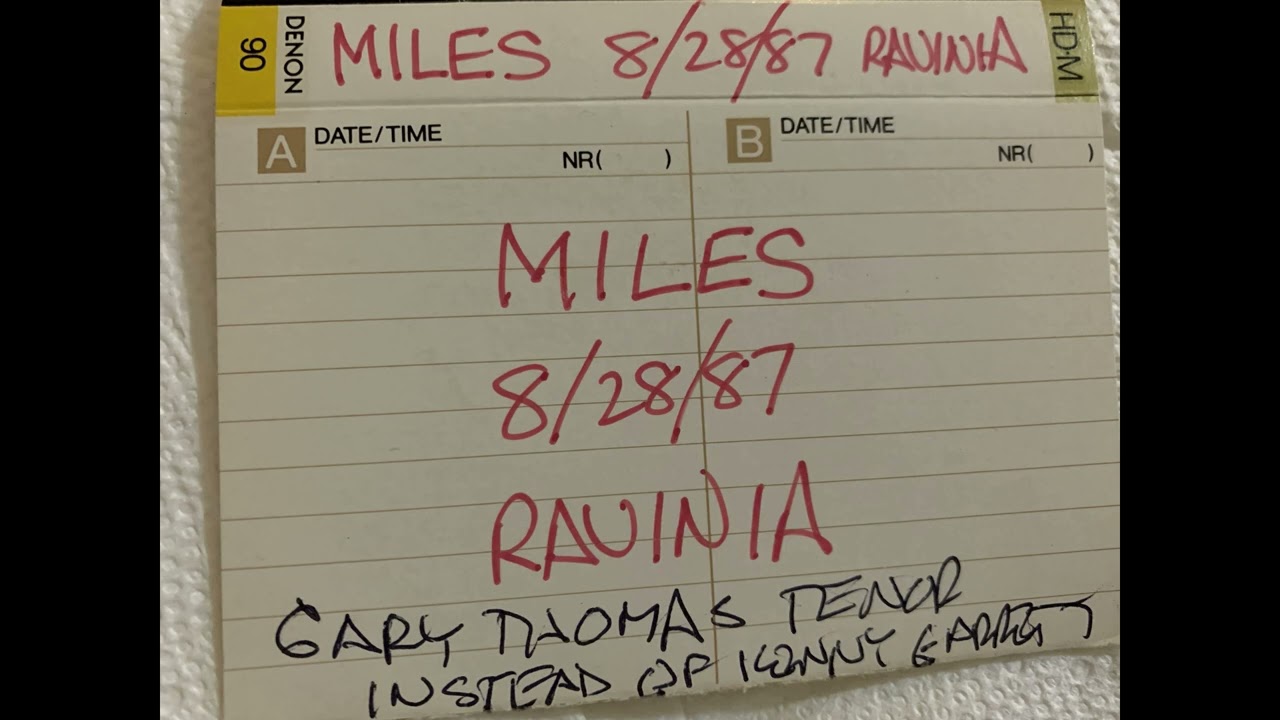 DENON 90 MILES 8/28/87 RAVINIA HD-M
A DATE/TIME NR( ) B DATE/TIME NR( )
MILES
8/28/87
RAVINIA
GARY THOMAS TENOR
INSTEAD OF KENNY GARRETT